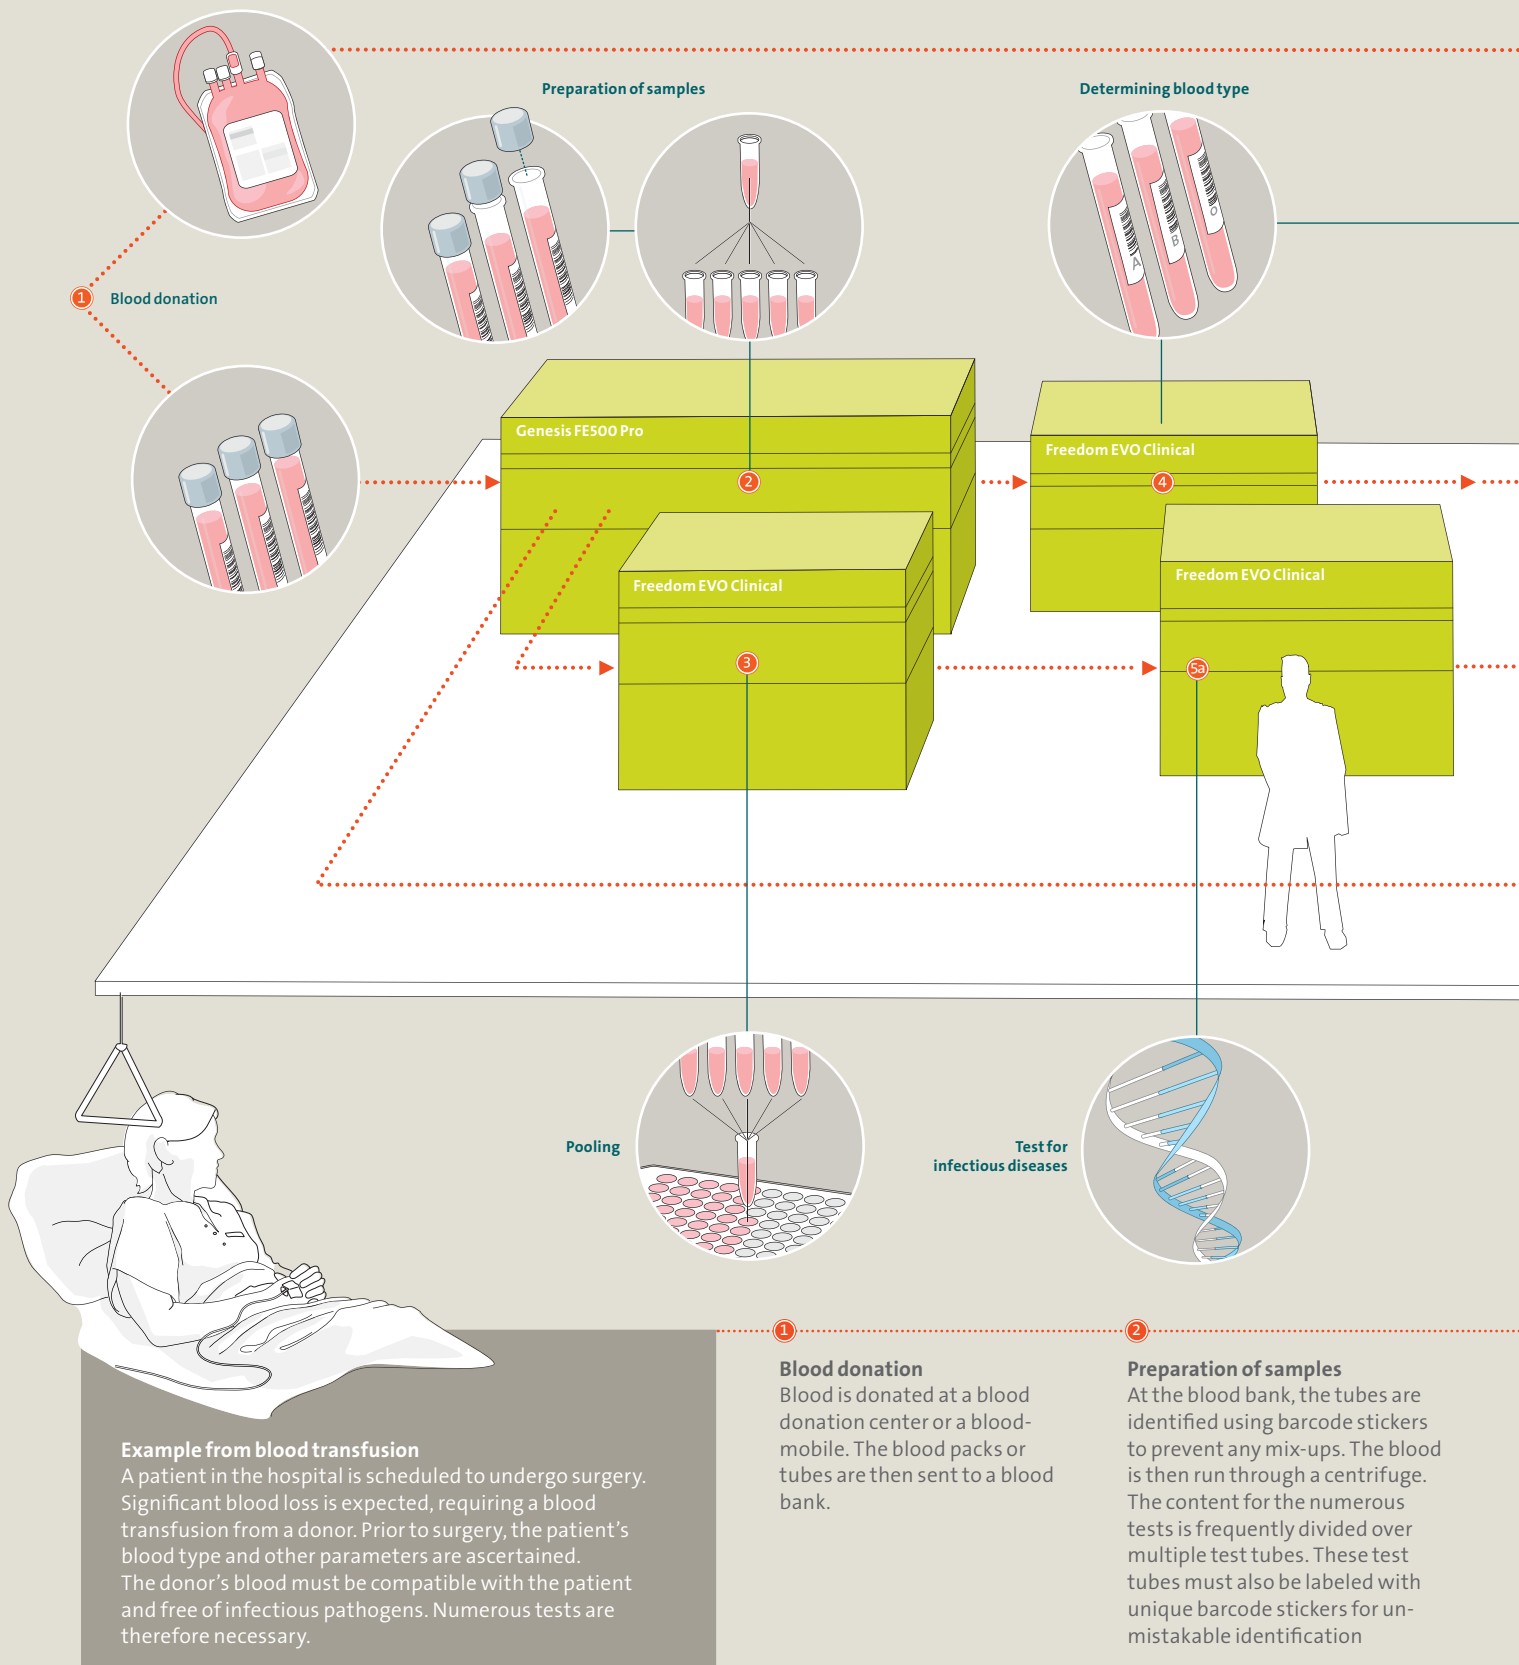 Preparation of samples
Determining blood type
A
B
O
1 Blood donation
Genesis FE500 Pro
Freedom EVO Clinical
2
4
Freedom EVO Clinical
Freedom EVO Clinical
3
5a
Pooling
Test for
infectious diseases
1
2
Blood donation
Blood is donated at a blood
donation center or a blood-
mobile. The blood packs or
tubes are then sent to a blood
bank.
Preparation of samples
At the blood bank, the tubes are
identified using barcode stickers
to prevent any mix-ups. The blood
is then run through a centrifuge.
The content for the numerous
tests is frequently divided over
multiple test tubes. These test
tubes must also be labeled with
unique barcode stickers for un-
mistakable identification
Example from blood transfusion
A patient in the hospital is scheduled to undergo surgery.
Significant blood loss is expected, requiring a blood
transfusion from a donor. Prior to surgery, the patient's
blood type and other parameters are ascertained.
The donor's blood must be compatible with the patient
and free of infectious pathogens. Numerous tests are
therefore necessary.